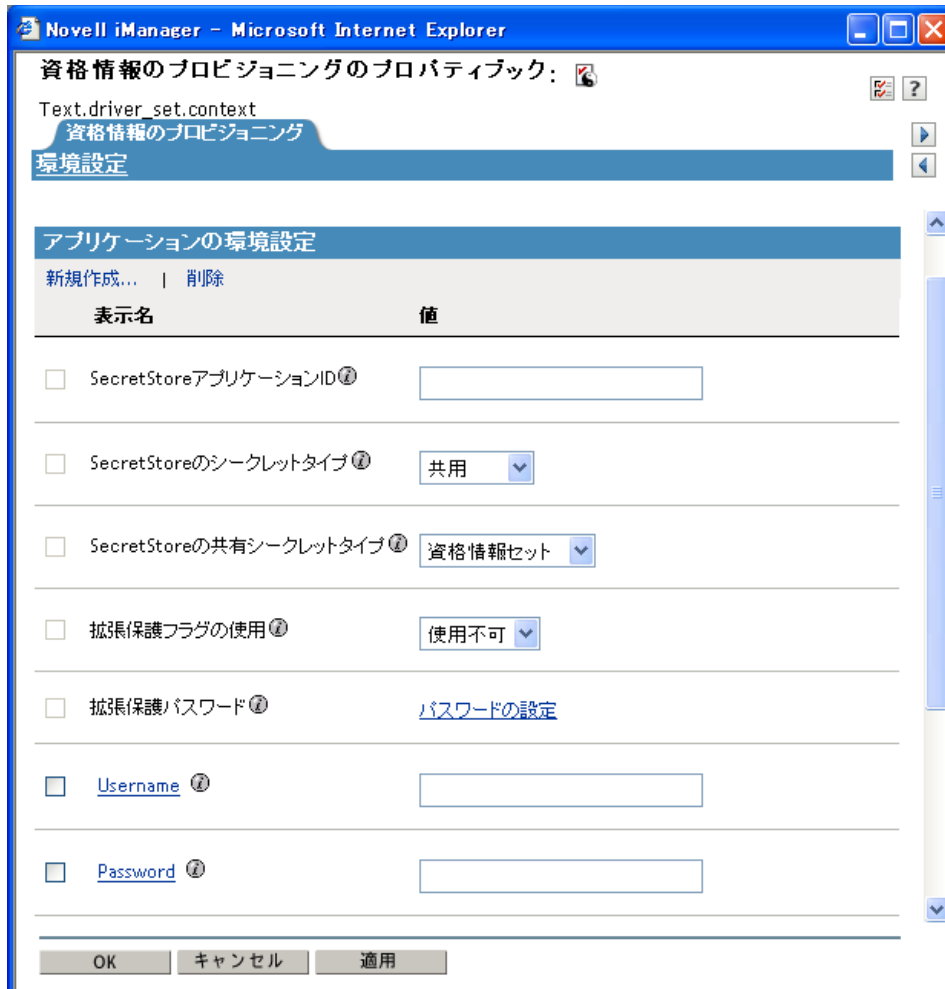 Novell iManager - Microsoft Internet Explorer
資格情報のプロビジョニングのプロパティブック:
Text.driver_set.context
資格情報のプロビジョニング
環境設定
アプリケーションの環境設定
新規作成... | 削除
表示名 値
SecretStoreアプリケーションID
SecretStoreのシークレットタイプ 共用
SecretStoreの共有シークレットタイプ 資格情報セット
拡張保護フラグの使用 使用不可
拡張保護パスワード パスワードの設定
Username
Password
OK キャンセル 適用